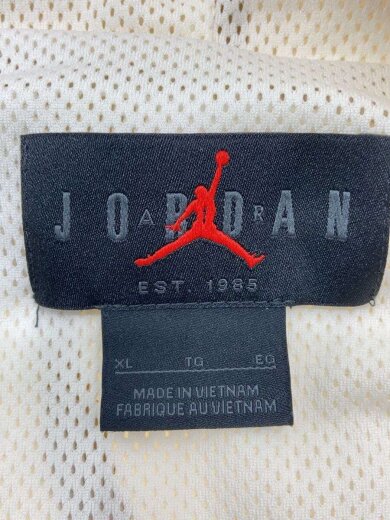 JORDAN
AIR
EST. 1985
XL TG EG
MADE IN VIETNAM
FABRIQUE AU VIETNAM